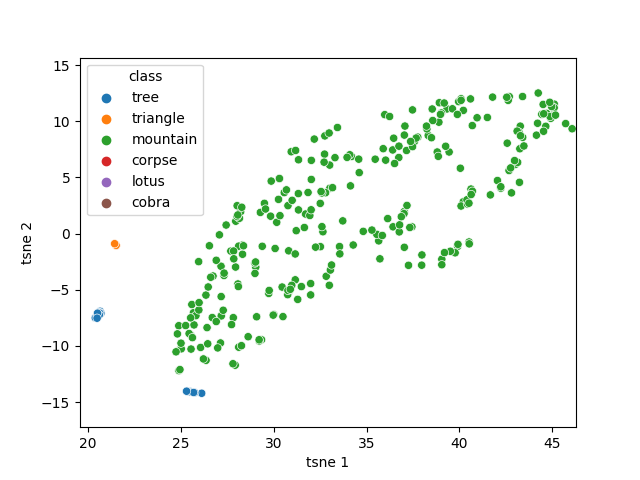 class
tree
triangle
mountain
corpse
lotus
cobra
15
10
5
0
−5
−10
−15
tsne 2
20 25 30 35 40 45
tsne 1